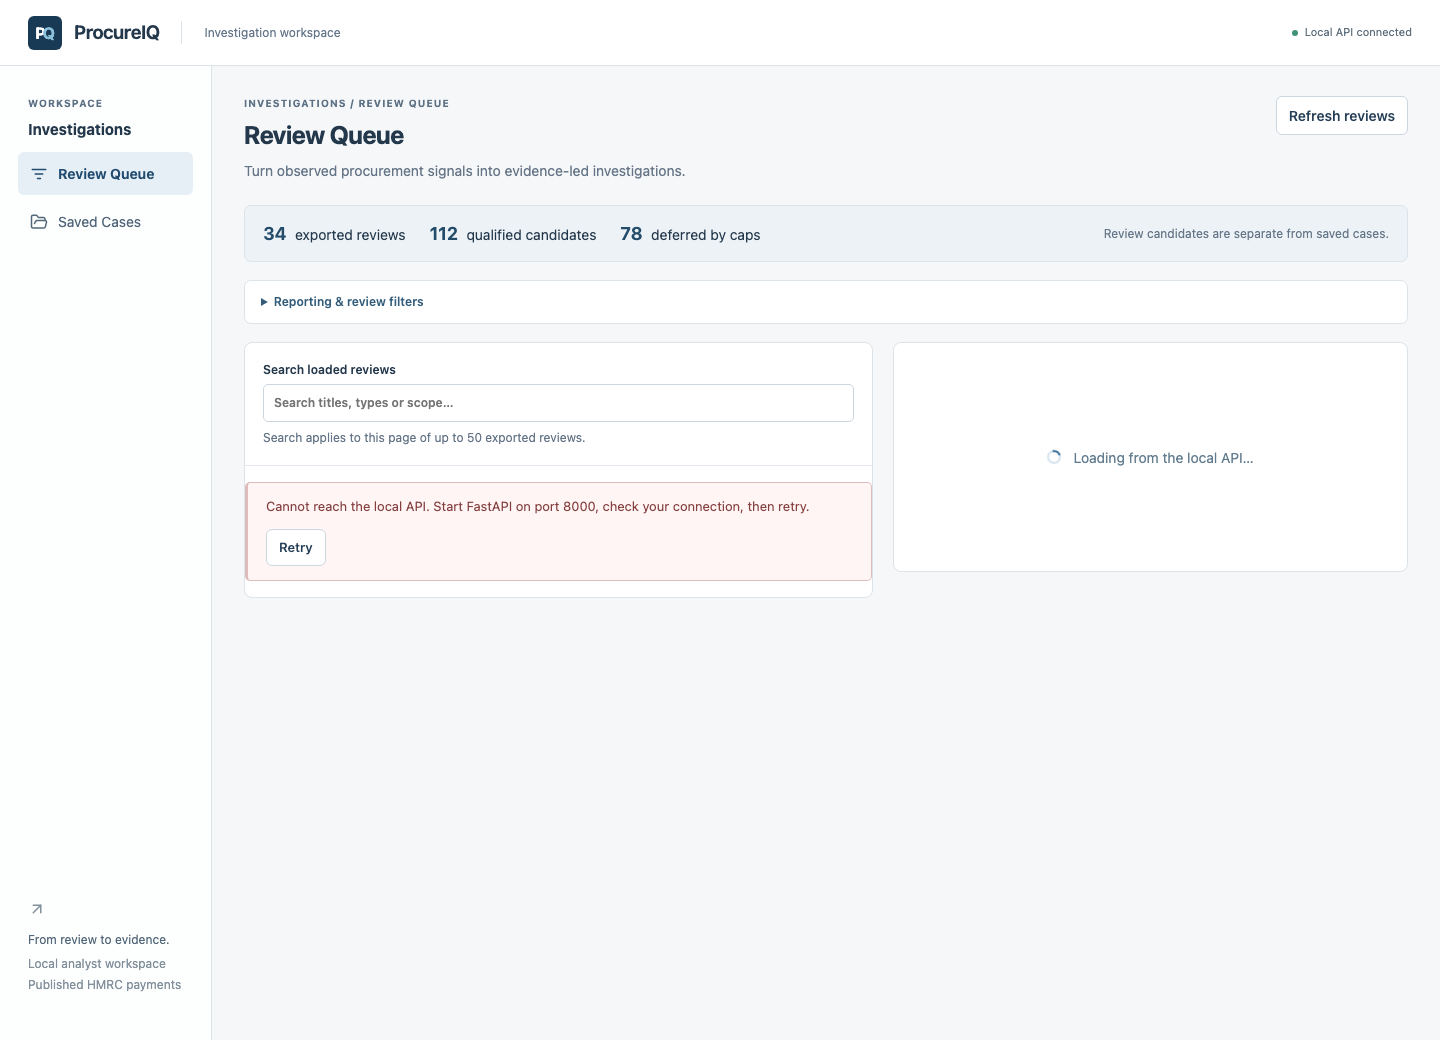 PQ ProcureIQ
Investigation workspace
Local API connected
WORKSPACE
Investigations
Review Queue
Saved Cases
From review to evidence.
Local analyst workspace
Published HMRC payments
INVESTIGATIONS / REVIEW QUEUE
Review Queue
Turn observed procurement signals into evidence-led investigations.
Refresh reviews
34 exported reviews 112 qualified candidates 78 deferred by caps
Review candidates are separate from saved cases.
Reporting & review filters
Search loaded reviews
Search titles, types or scope...
Search applies to this page of up to 50 exported reviews.
Cannot reach the local API. Start FastAPI on port 8000, check your connection, then retry.
Retry
Loading from the local API...